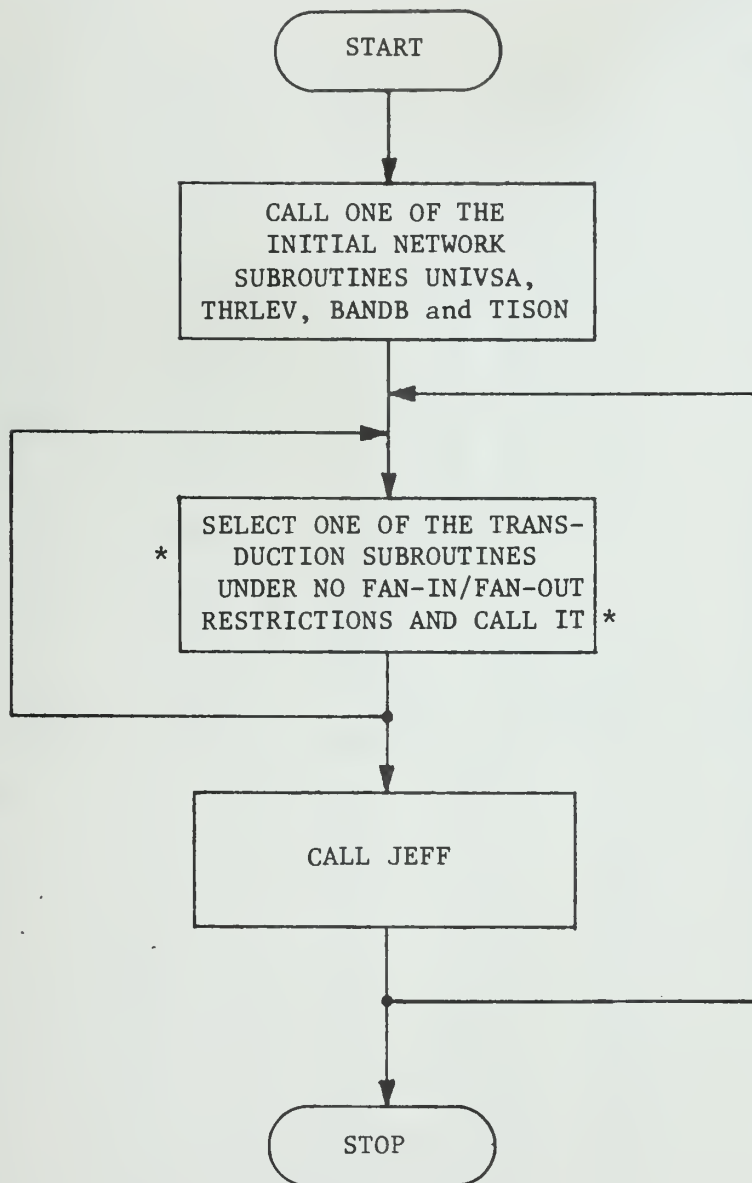 START
CALL ONE OF THE
INITIAL NETWORK
SUBROUTINES UNIVSA,
THRLEV, BANDB and TISON
SELECT ONE OF THE TRANS-
* DUCTION SUBROUTINES
UNDER NO FAN-IN/FAN-OUT
RESTRICTIONS AND CALL IT *
CALL JEFF
STOP